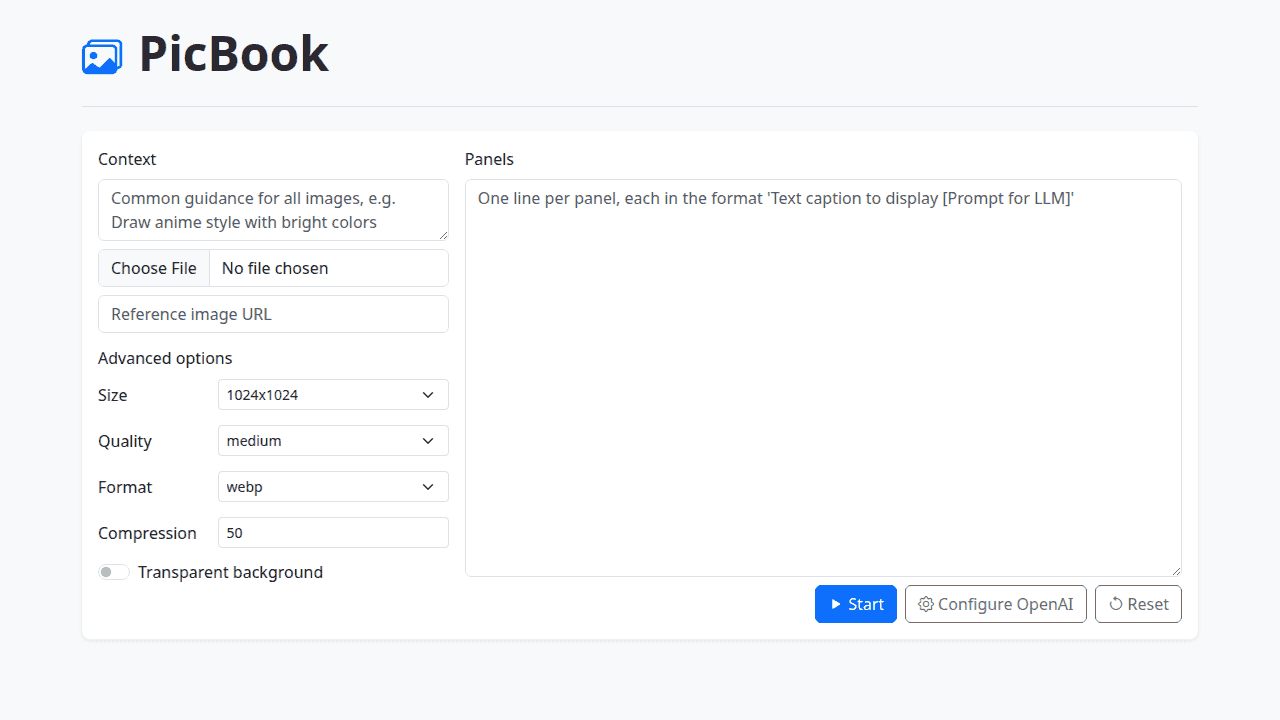 PicBook
Context
Common guidance for all images, e.g.
Draw anime style with bright colors
Choose File No file chosen
Reference image URL
Advanced options
Size 1024x1024
Quality medium
Format webp
Compression 50
Transparent background
Panels
One line per panel, each in the format 'Text caption to display [Prompt for LLM]'
Start Configure OpenAI Reset